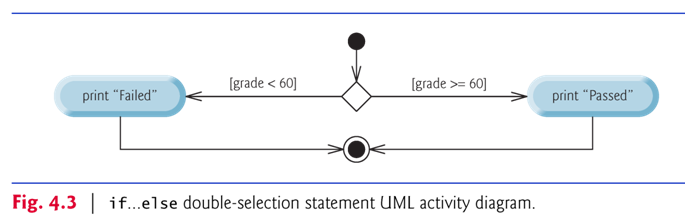 [grade < 60]
[grade >= 60]
print “Failed”
print “Passed”
Fig. 4.3 | if...else double-selection statement UML activity diagram.